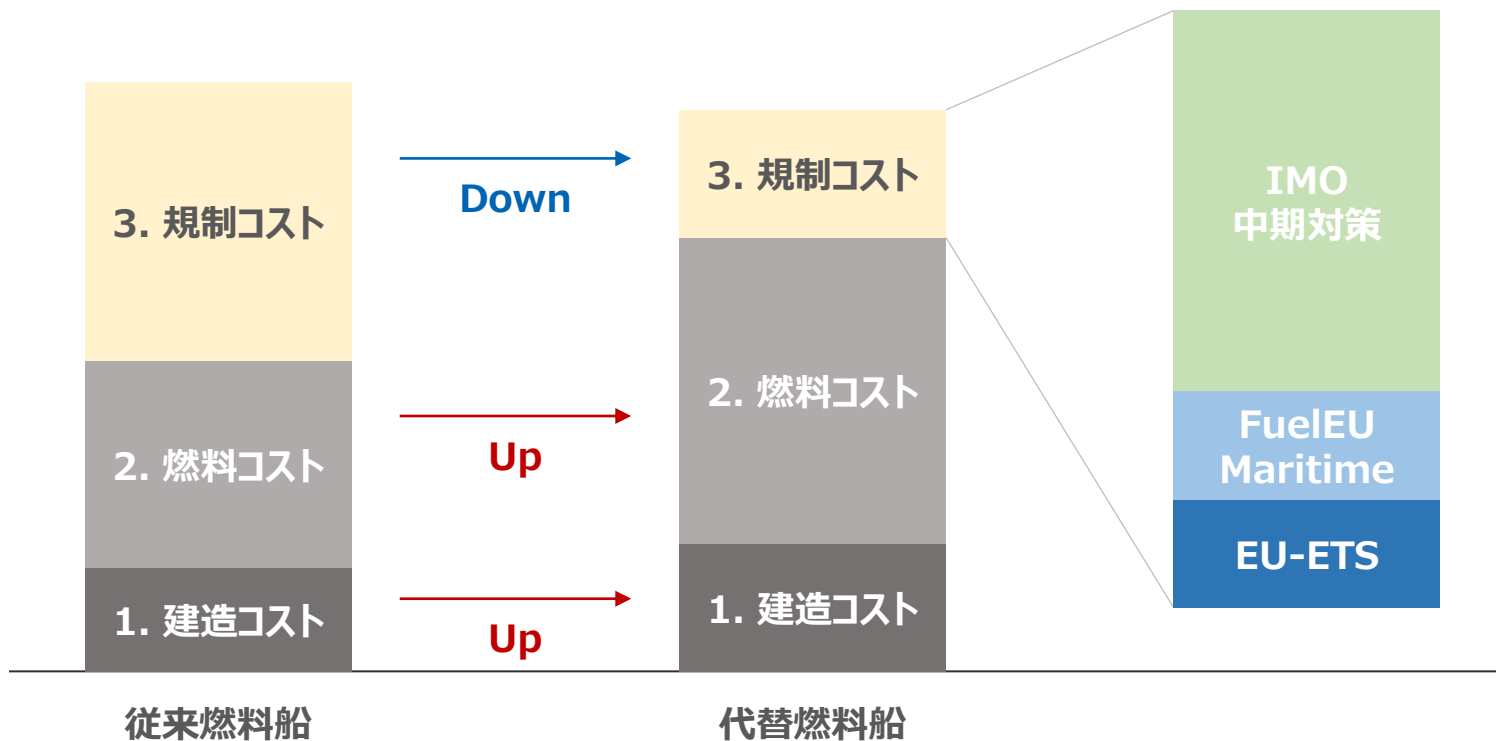 3. 規制コスト
2. 燃料コスト
1. 建造コスト
従来燃料船
Down
Up
Up
3. 規制コスト
2. 燃料コスト
1. 建造コスト
代替燃料船
IMO
中期対策
FuelEU
Maritime
EU-ETS